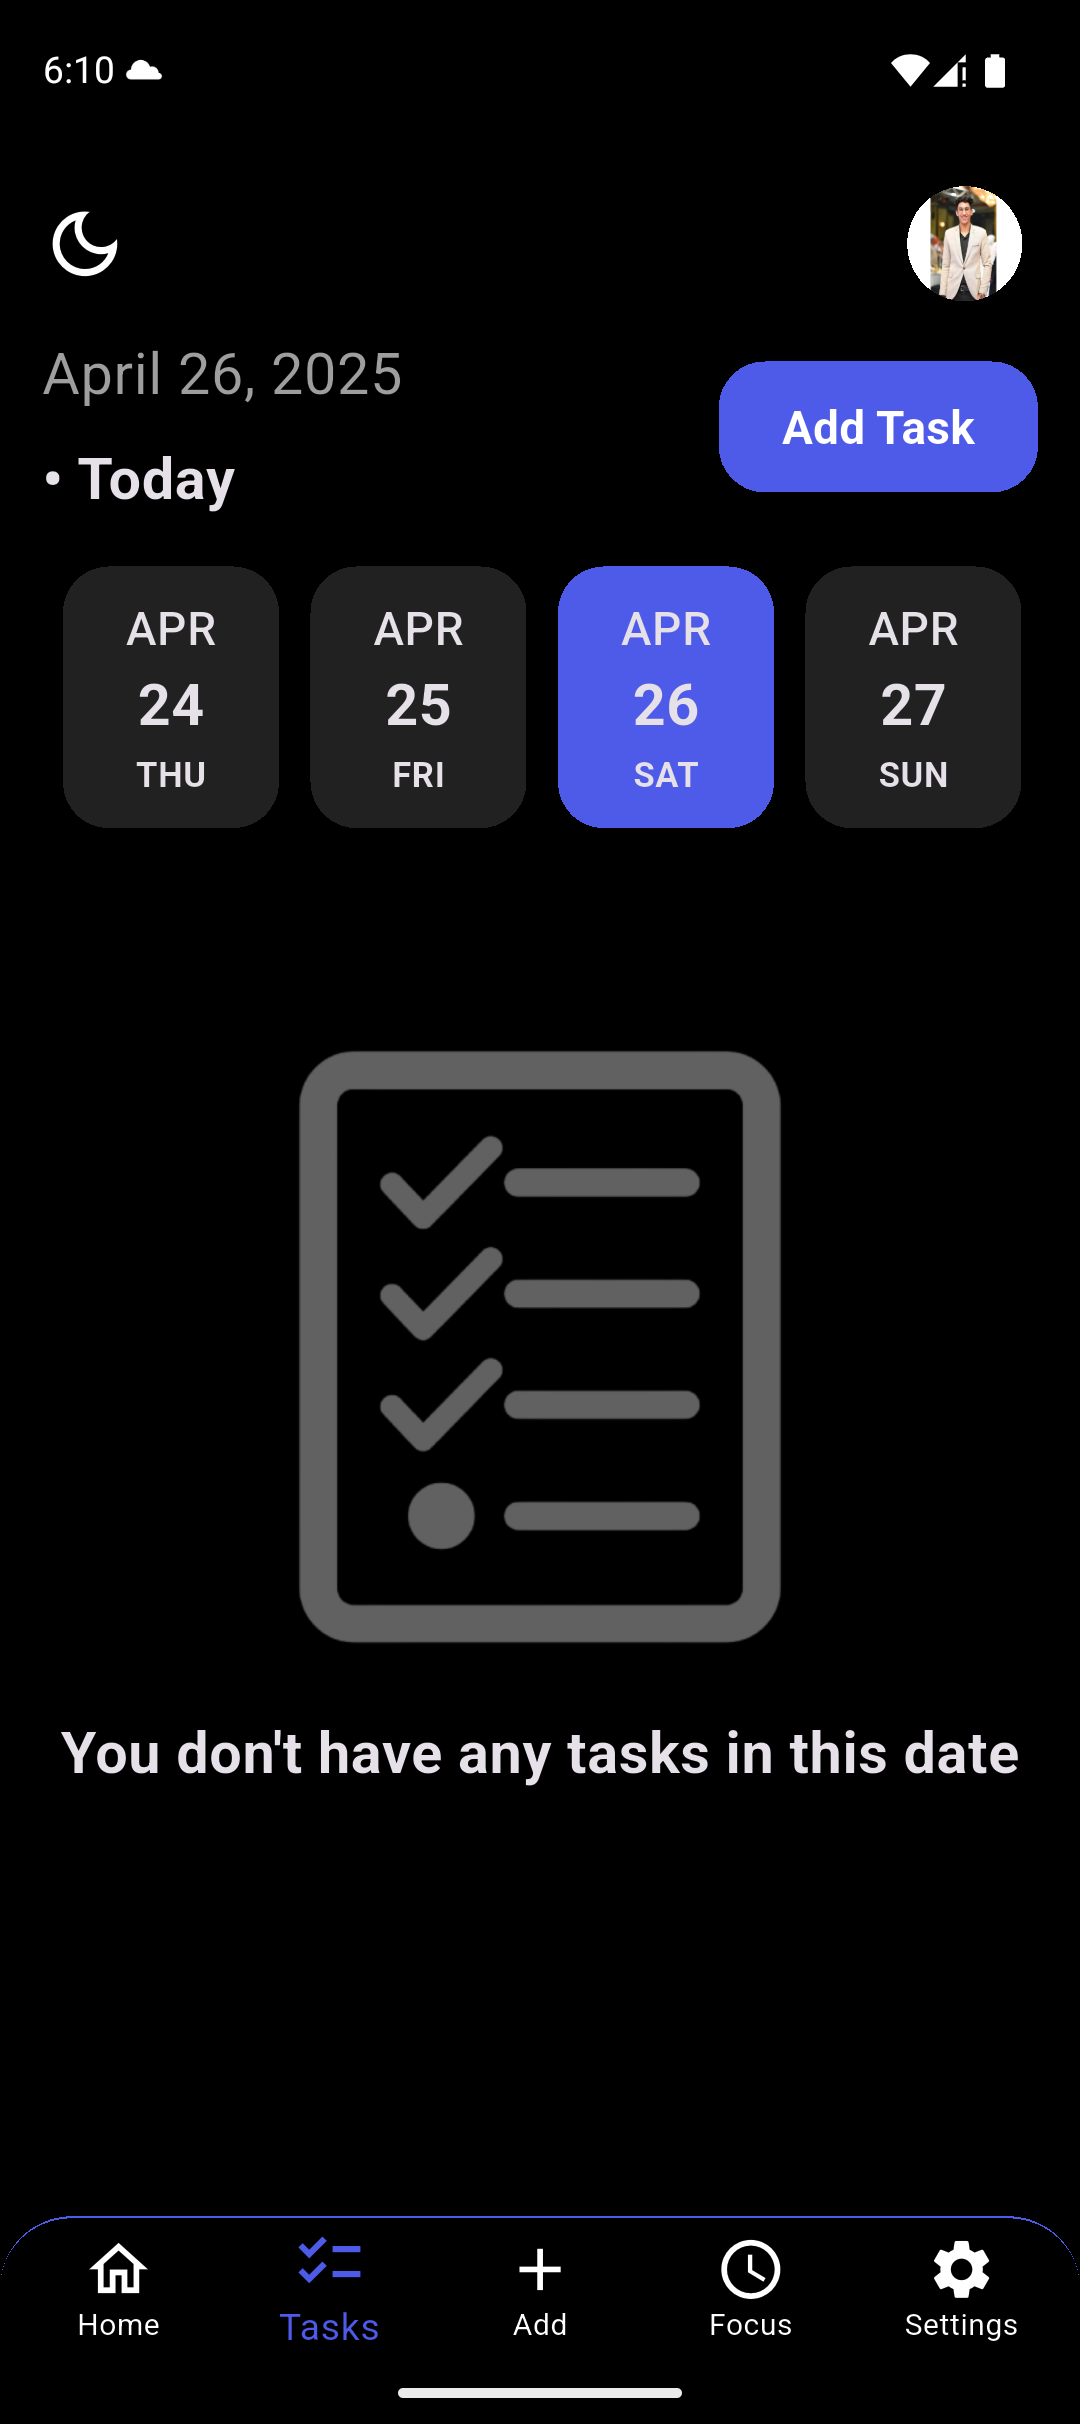 6:10
April 26, 2025
Add Task
• Today
APR
24
THU
APR
25
FRI
APR
26
SAT
APR
27
SUN
You don't have any tasks in this date
Home
Tasks
Add
Focus
Settings